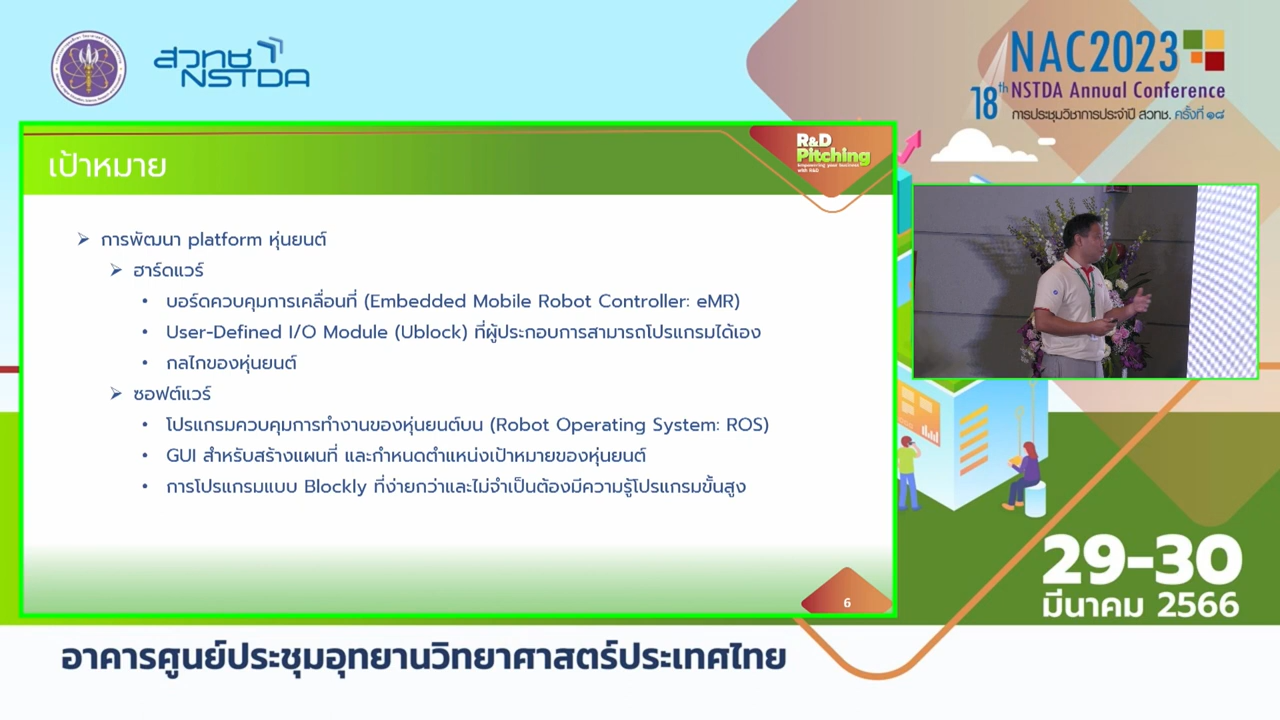 สวทช
NSTDA
NAC2023
18th NSTDA Annual Conference
การประชุมวิชาการประจำปี สวทช. ครั้งที่ ๑๘
เป้าหมาย
R&D
Pitching
Empowering your business
with R&D
➢ การพัฒนา platform หุ่นยนต์
➢ ฮาร์ดแวร์
• บอร์ดควบคุมการเคลื่อนที่ (Embedded Mobile Robot Controller: eMR)
• User-Defined I/O Module (Ublock) ที่ผู้ประกอบการสามารถโปรแกรมได้เอง
• กลไกของหุ่นยนต์
➢ ซอฟต์แวร์
• โปรแกรมควบคุมการทำงานของหุ่นยนต์บน (Robot Operating System: ROS)
• GUI สำหรับสร้างแผนที่ และกำหนดตำแหน่งเป้าหมายของหุ่นยนต์
• การโปรแกรมแบบ Blockly ที่ง่ายกว่าและไม่จำเป็นต้องมีความรู้โปรแกรมขั้นสูง
6
29-30
มีนาคม 2566
อาคารศูนย์ประชุมอุทยานวิทยาศาสตร์ประเทศไทย